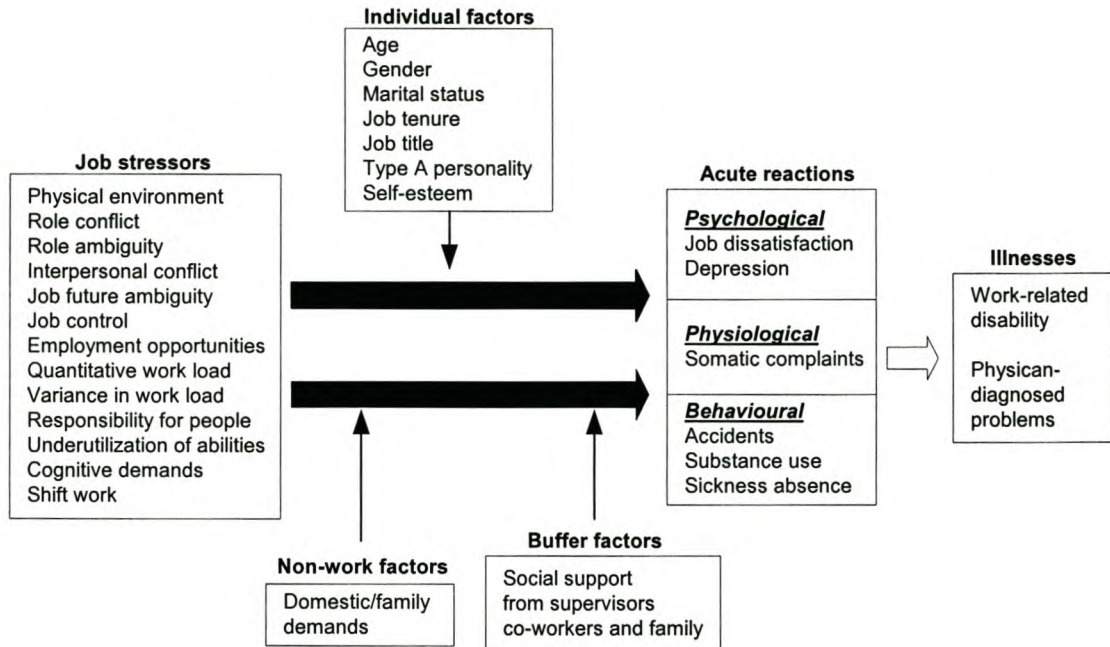 Individual factors
Age
Gender
Marital status
Job tenure
Job title
Type A personality
Self-esteem
Job stressors
Physical environment
Role conflict
Role ambiguity
Interpersonal conflict
Job future ambiguity
Job control
Employment opportunities
Quantitative work load
Variance in work load
Responsibility for people
Underutilization of abilities
Cognitive demands
Shift work
Acute reactions
Psychological
Job dissatisfaction
Depression
Physiological
Somatic complaints
Behavioural
Accidents
Substance use
Sickness absence
Illnesses
Work-related
disability
Physican-
diagnosed
problems
Non-work factors
Domestic/family
demands
Buffer factors
Social support
from supervisors
co-workers and family